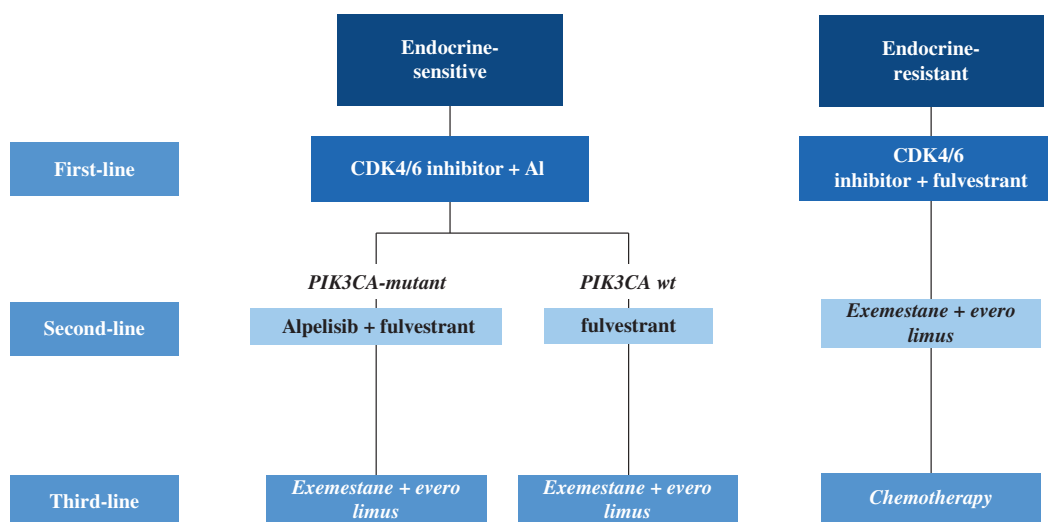 Endocrine-
sensitive
Endocrine-
resistant
First-line
CDK4/6 inhibitor + Al
CDK4/6
inhibitor + fulvestrant
PIK3CA-mutant
PIK3CA wt
Second-line
Alpelisib + fulvestrant
fulvestrant
Exemestane + evero
limus
Third-line
Exemestane + evero
limus
Exemestane + evero
limus
Chemotherapy